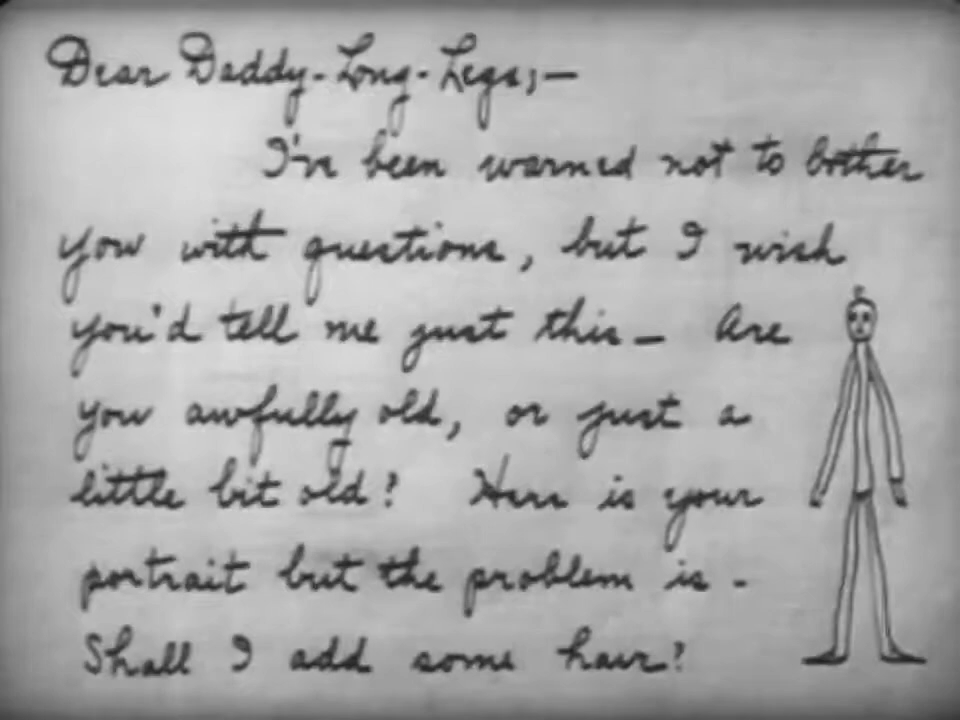 Dear Daddy-Long-Legs;—
I've been warned not to bother
you with questions, but I wish
you'd tell me just this— Are
you awfully old, or just a
little bit old? Here is your
portrait but the problem is -
Shall I add some hair?